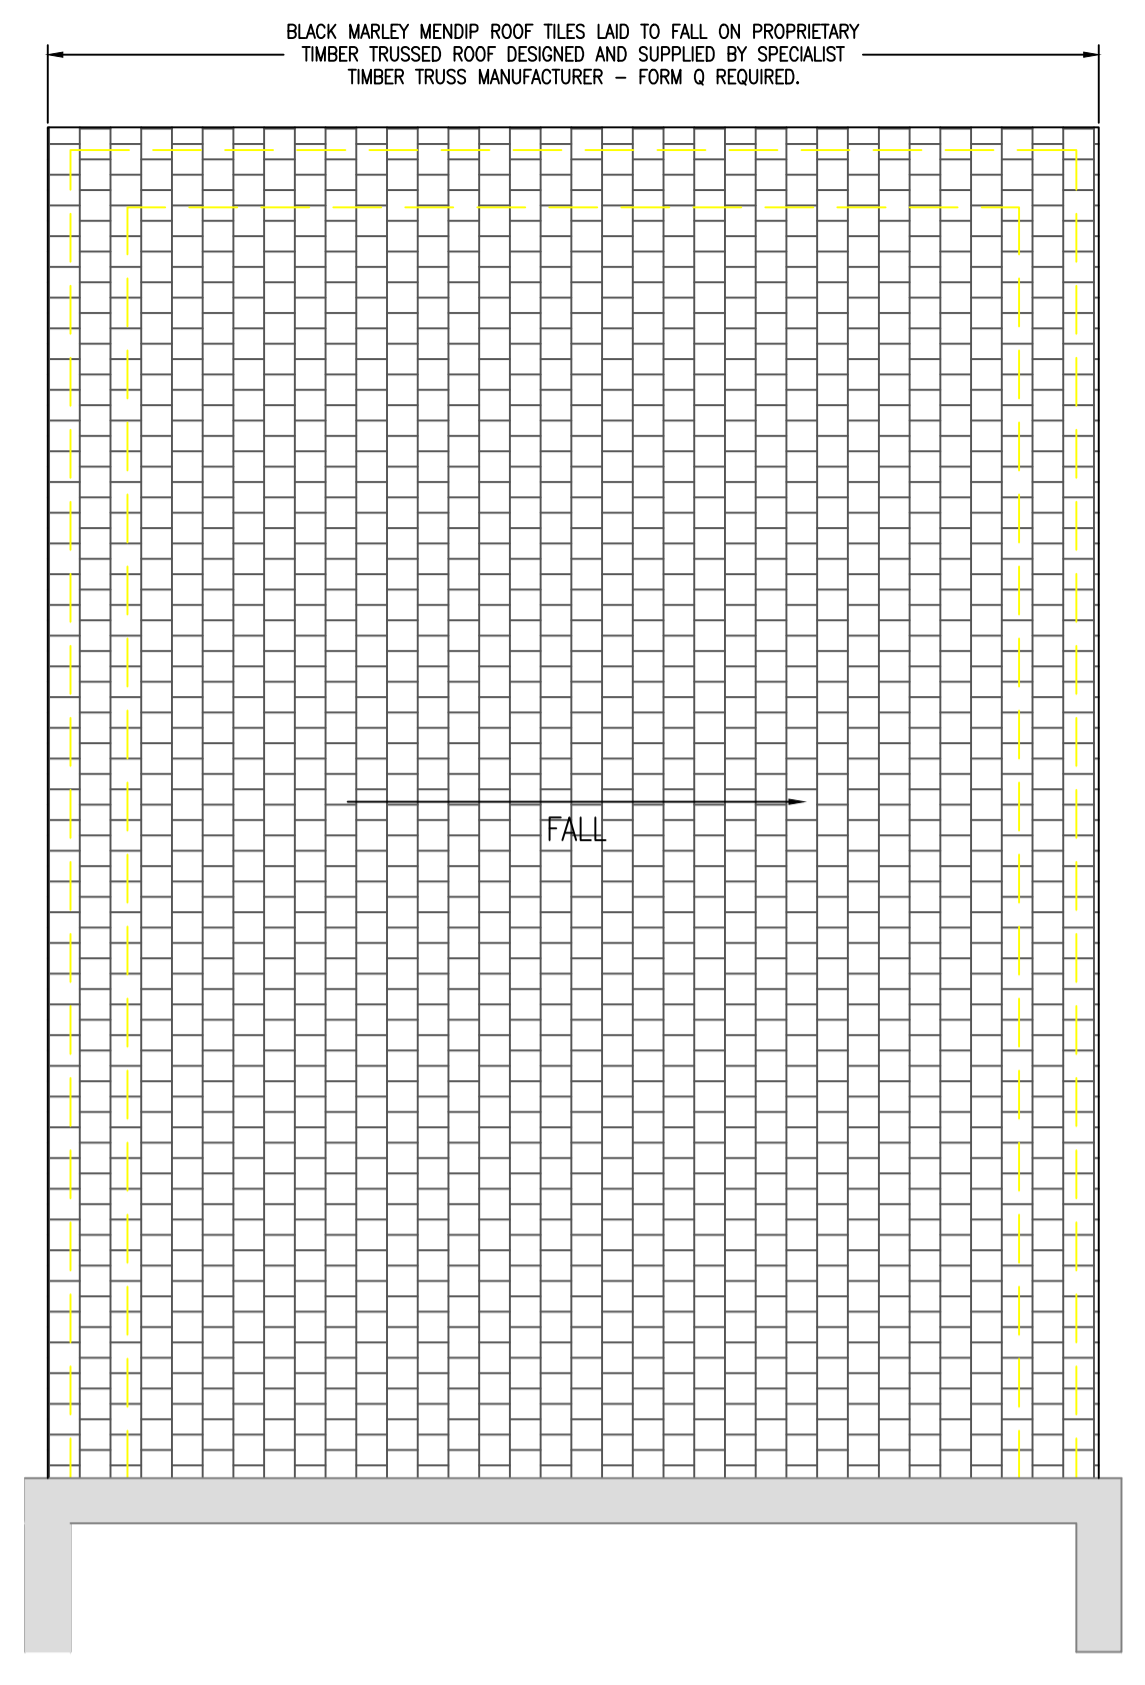 BLACK MARLEY MENDIP ROOF TILES LAID TO FALL ON PROPRIETARY
TIMBER TRUSSED ROOF DESIGNED AND SUPPLIED BY SPECIALIST
TIMBER TRUSS MANUFACTURER – FORM Q REQUIRED.
FALL